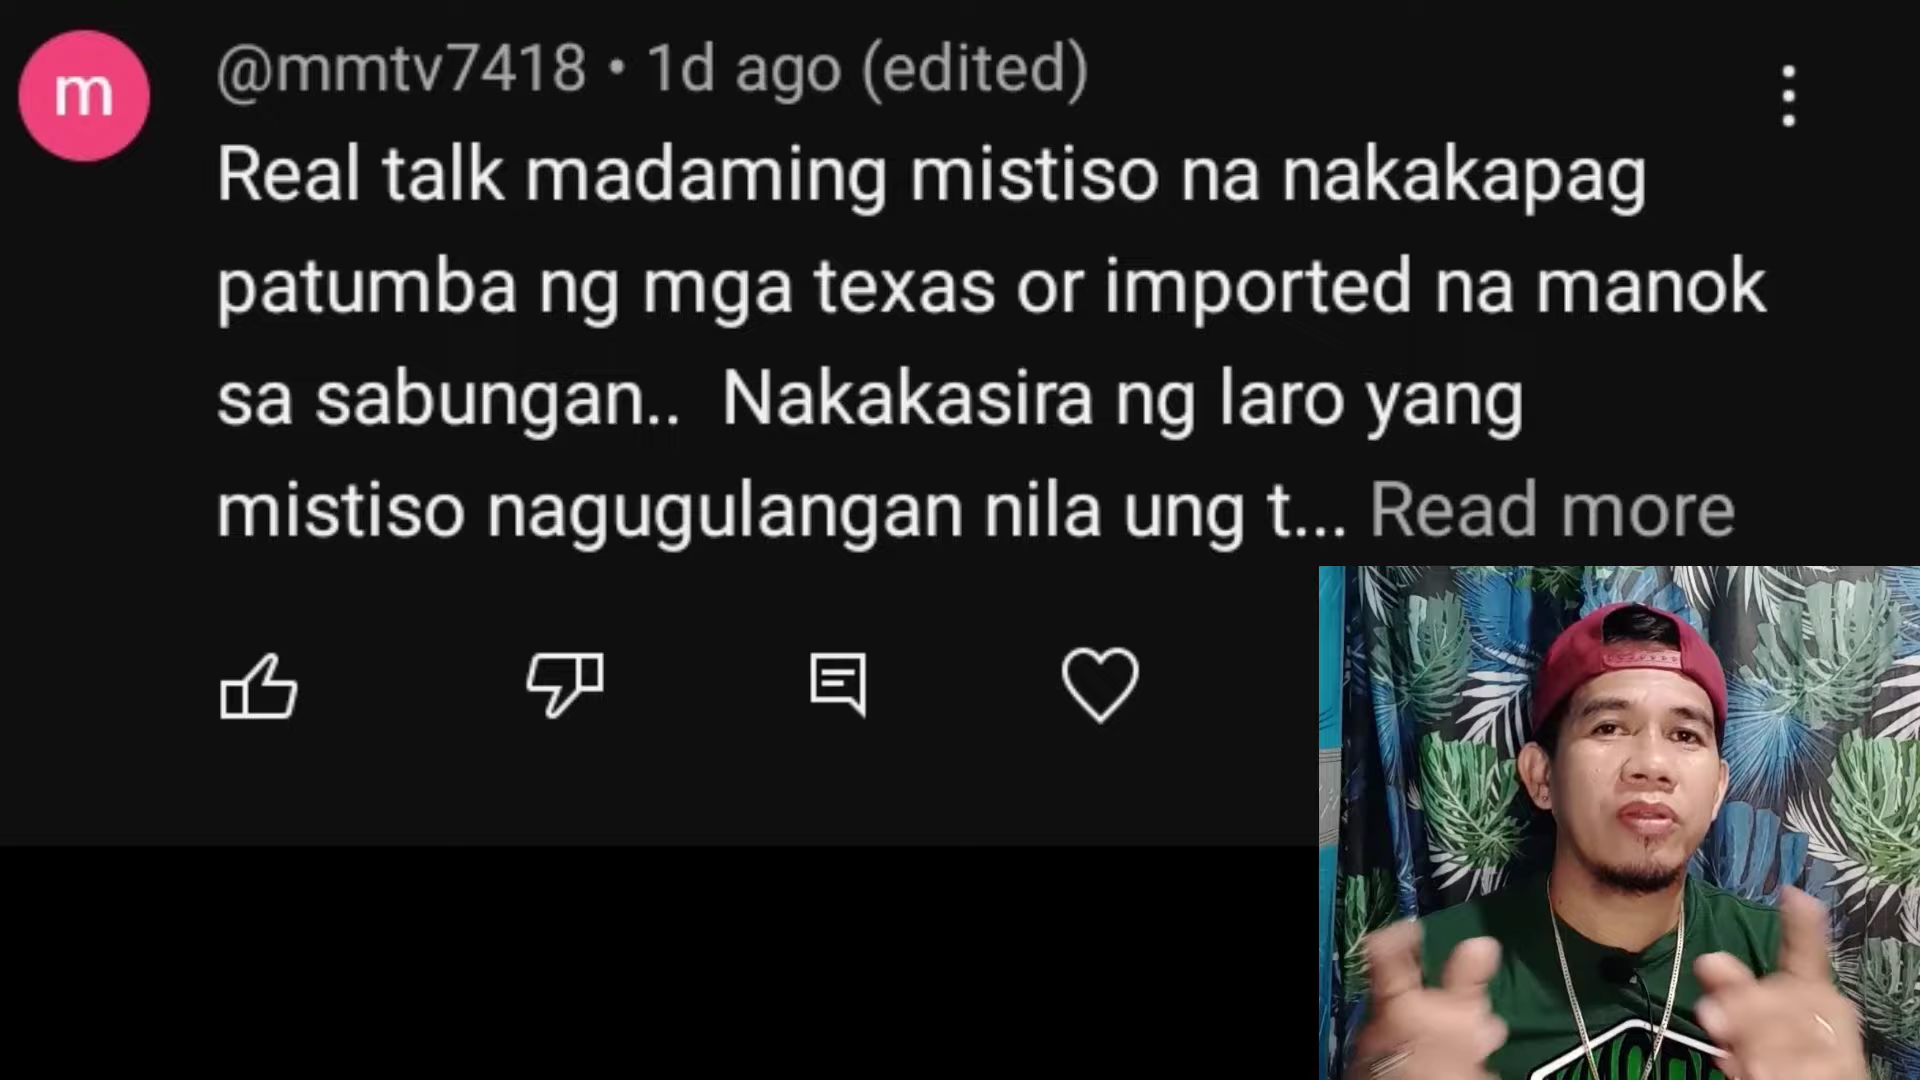 m
@mmtv7418 • 1d ago (edited)
Real talk madaming mistiso na nakakapag
patumba ng mga texas or imported na manok
sa sabungan.. Nakakasira ng laro yang
mistiso nagugulangan nila ung t... Read more